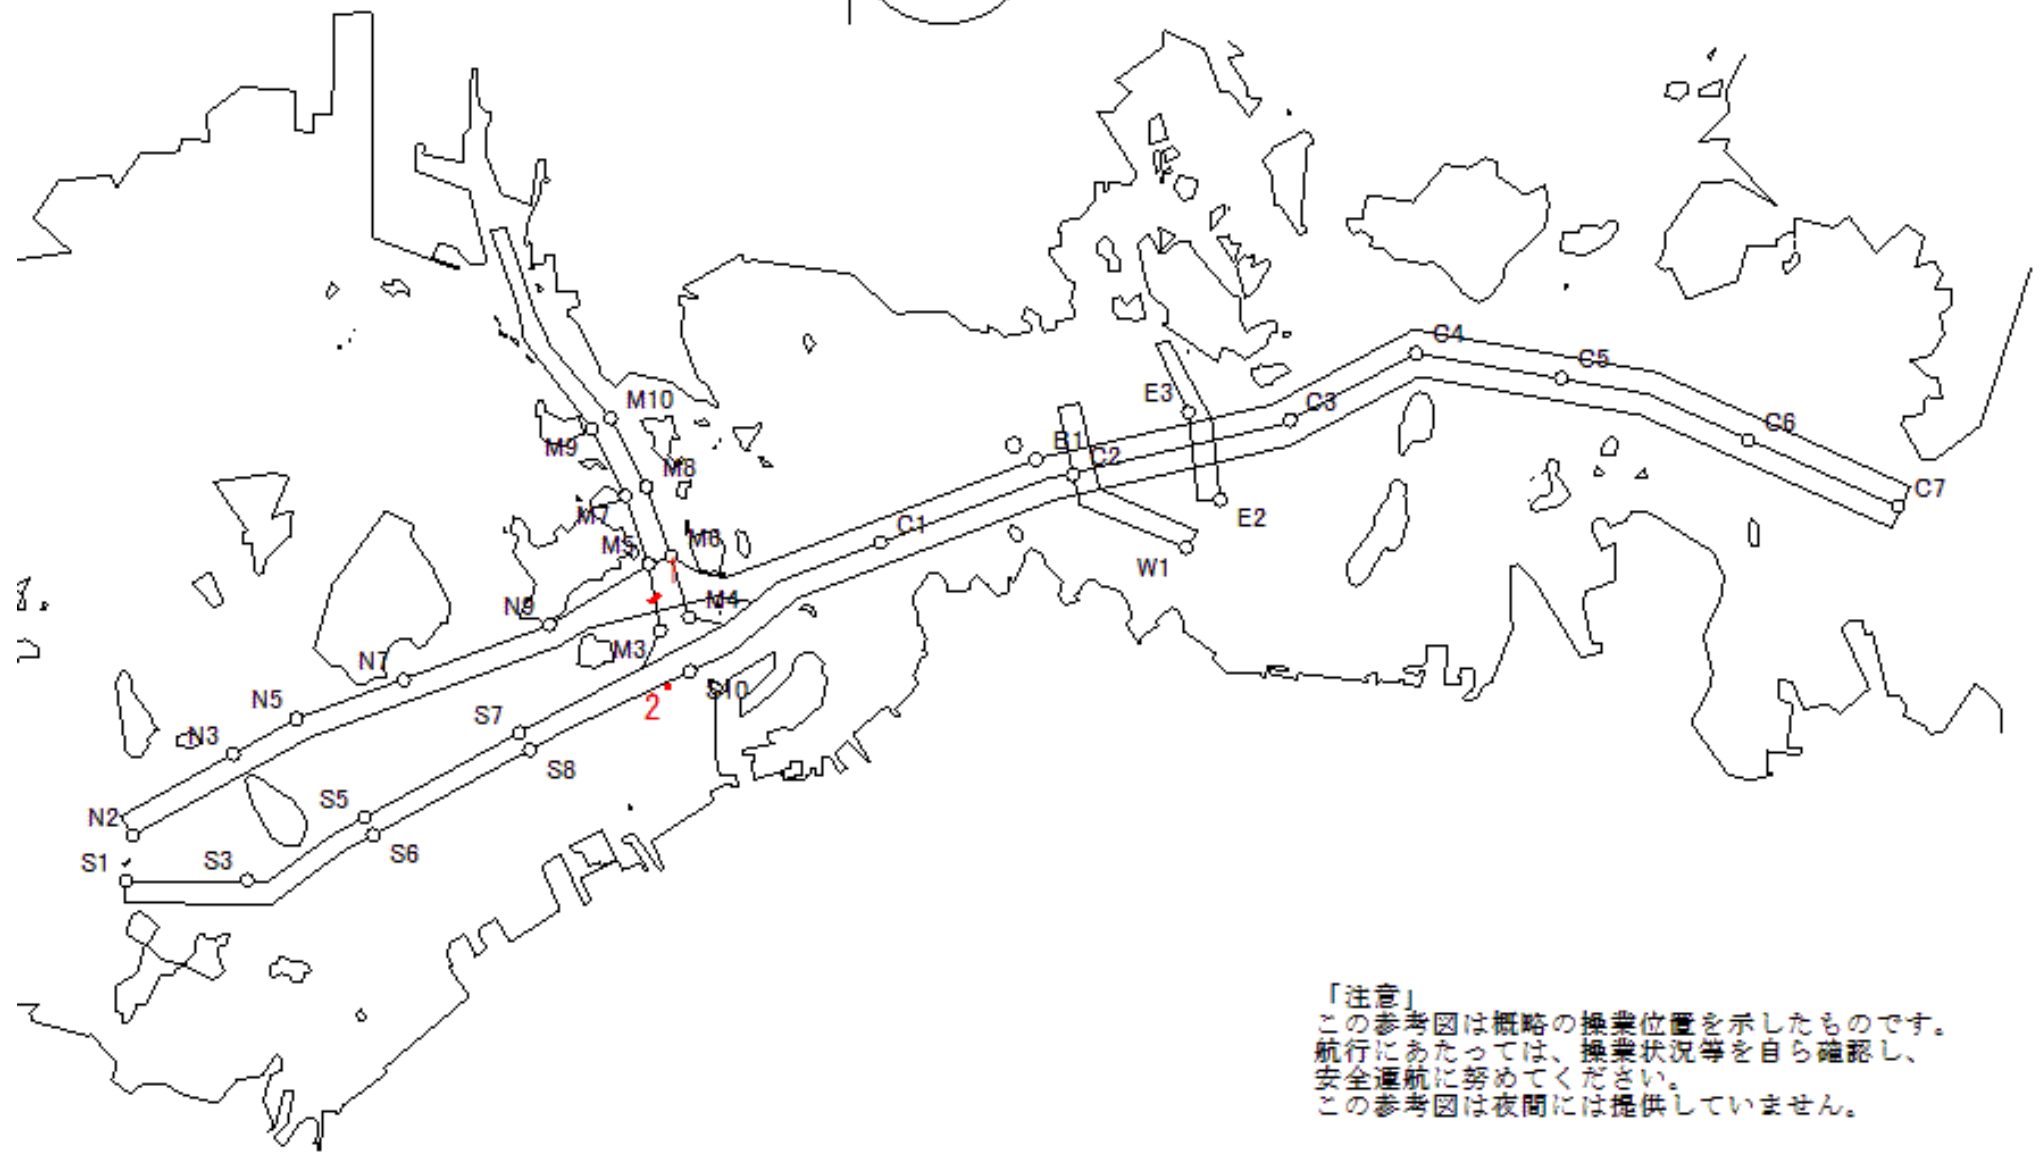 C4
C5
M10
E3
C3
C6
M9
B1
C2
M8
C7
M7
E2
C1
M5
M6
1
W1
N9
M4
M3
N7
S10
N5
2
S7
N3
S8
S5
N2
S6
S1
S3
「注意」
この参考図は概略の操業位置を示したものです。
航行にあたっては、操業状況等を自ら確認し、
安全運航に努めてください。
この参考図は夜間には提供していません。